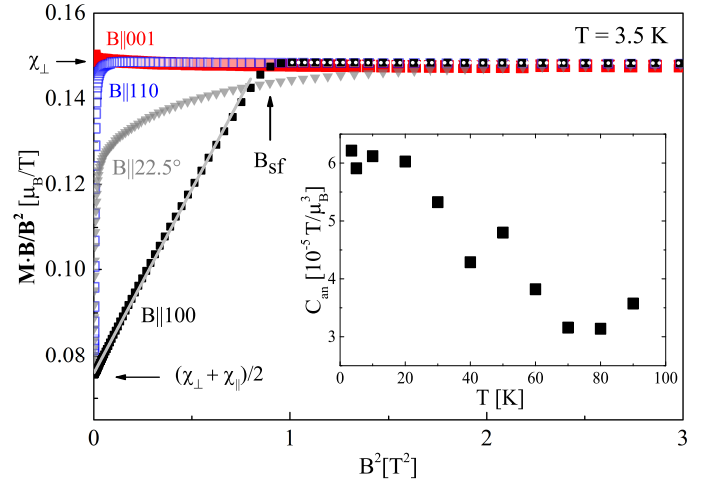 0.16
B||001
T = 3.5 K
χ⊥
0.14
B||110
B||22.5°
Bsf
0.12
M·B/B² [μB/T]
0.10
B||100
0.08
(χ⊥ + χ||)/2
0
1
2
3
B²[T²]
6
5
4
3
Can [10⁻⁵ T/μB³]
0
20
40
60
80
100
T [K]